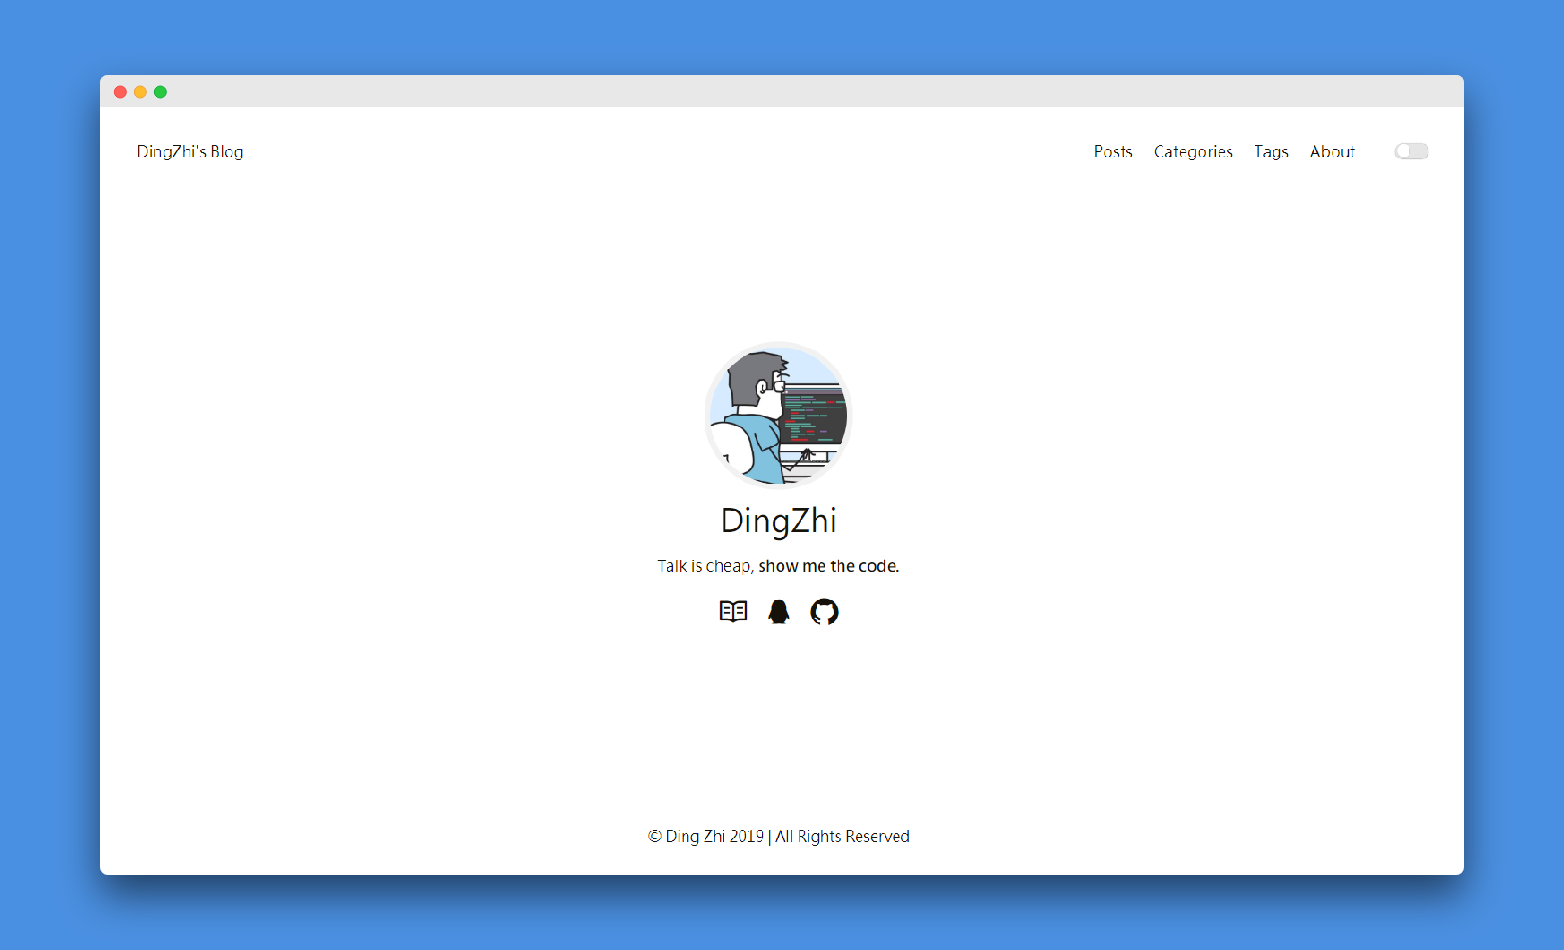 DingZhi's Blog
Posts Categories Tags About
DingZhi
Talk is cheap, show me the code.
© Ding Zhi 2019 | All Rights Reserved